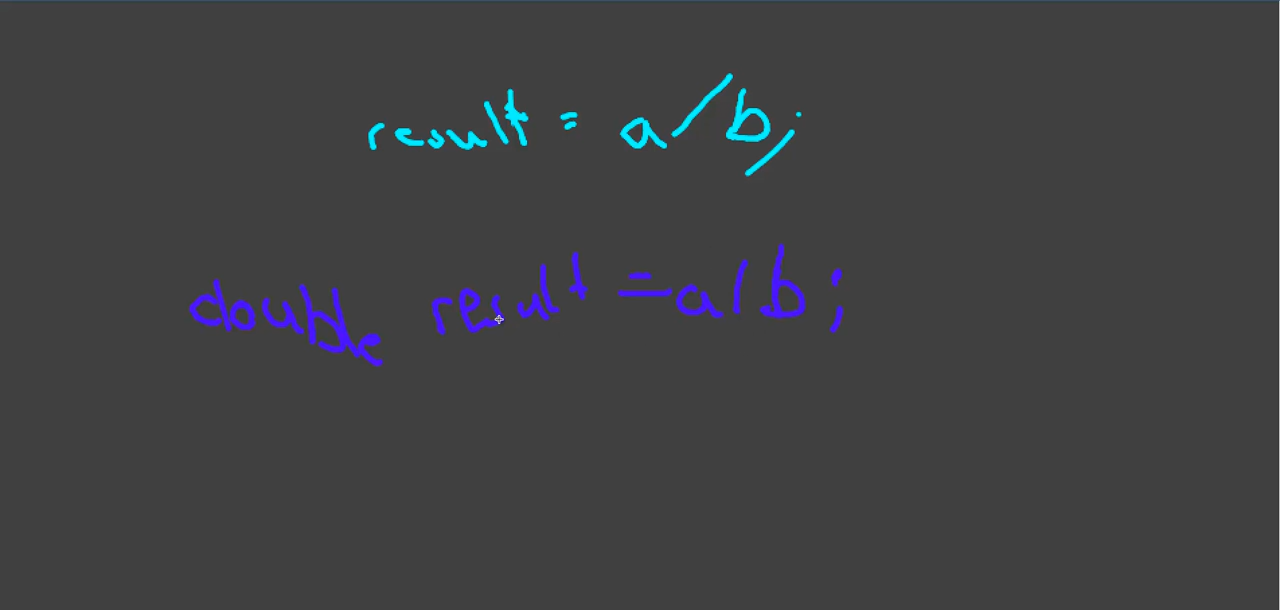 result = a/b;
double result = a/b;